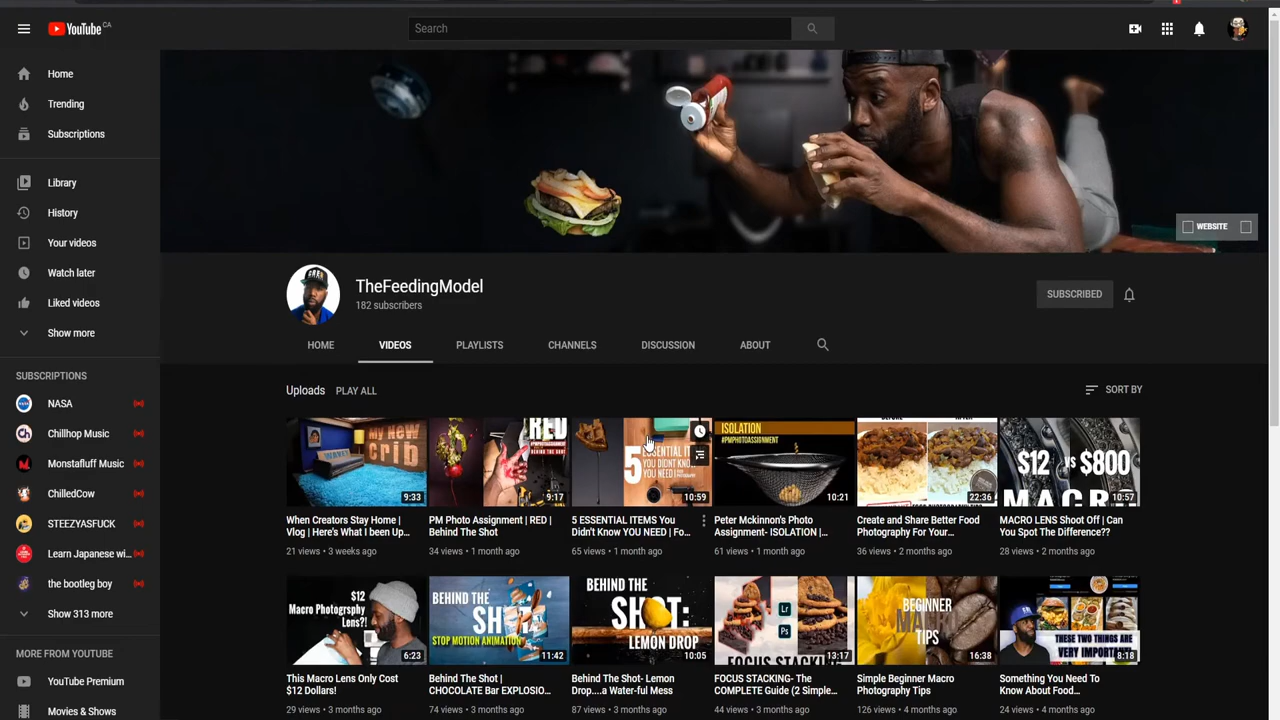 YouTube CA
Search
Home
Trending
Subscriptions
Library
History
Your videos
Watch later
Liked videos
Show more
SUBSCRIPTIONS
NASA
Chillhop Music
Monstafluff Music
ChilledCow
STEEZYASFUCK
Learn Japanese wi...
the bootleg boy
Show 313 more
MORE FROM YOUTUBE
YouTube Premium
Movies & Shows
WEBSITE
TheFeedingModel
182 subscribers
SUBSCRIBED
HOME VIDEOS PLAYLISTS CHANNELS DISCUSSION ABOUT
Uploads PLAY ALL
SORT BY
My New
Crib
WAVES
9:33
When Creators Stay Home |
Vlog | Here's What I been Up...
21 views • 3 weeks ago
RED
BEHIND THE SHOT
9:17
PM Photo Assignment | RED |
Behind The Shot
34 views • 1 month ago
5 ESSENTIAL IT
YOU DIDN'T KNOW
YOU NEED
10:59
5 ESSENTIAL ITEMS You
Didn't Know YOU NEED | Fo...
65 views • 1 month ago
ISOLATION
#PMPHOTOASSIGNMENT
10:21
Peter Mckinnon's Photo
Assignment- ISOLATION |...
61 views • 1 month ago
BEFORE AFTER
22:36
Create and Share Better Food
Photography For Your...
36 views • 2 months ago
$12 vs $800
MACRO
10:57
MACRO LENS Shoot Off | Can
You Spot The Difference??
28 views • 2 months ago
$12
Macro Photography
Lens?!
6:23
This Macro Lens Only Cost
$12 Dollars!
29 views • 3 months ago
BEHIND THE
SH T
STOP MOTION ANIMATION
11:42
Behind The Shot |
CHOCOLATE Bar EXPLOSIO...
74 views • 3 months ago
BEHIND THE
SH T:
LEMON DROP
10:05
Behind The Shot- Lemon
Drop....a Water-ful Mess
87 views • 3 months ago
Lr
Ps
FOCUS STACKING
13:17
FOCUS STACKING- The
COMPLETE Guide (2 Simple...
44 views • 3 months ago
BEGINNER
MACRO
TIPS
16:38
Simple Beginner Macro
Photography Tips
126 views • 4 months ago
THESE TWO THINGS ARE
VERY IMPORTANT!
8:18
Something You Need To
Know About Food...
24 views • 4 months ago